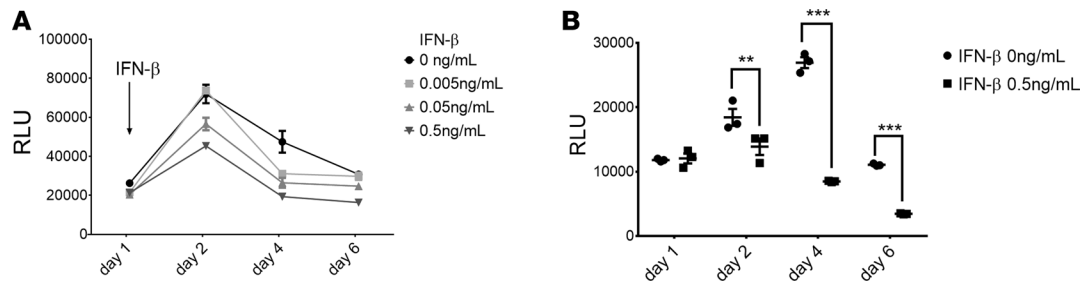 A
RLU
100000
80000
60000
40000
20000
0
IFN-β
day 1
day 2
day 4
day 6
IFN-β
0 ng/mL
0.005ng/mL
0.05ng/mL
0.5ng/mL
B
RLU
30000
20000
10000
0
**
***
***
day 1
day 2
day 4
day 6
IFN-β 0ng/mL
IFN-β 0.5ng/mL